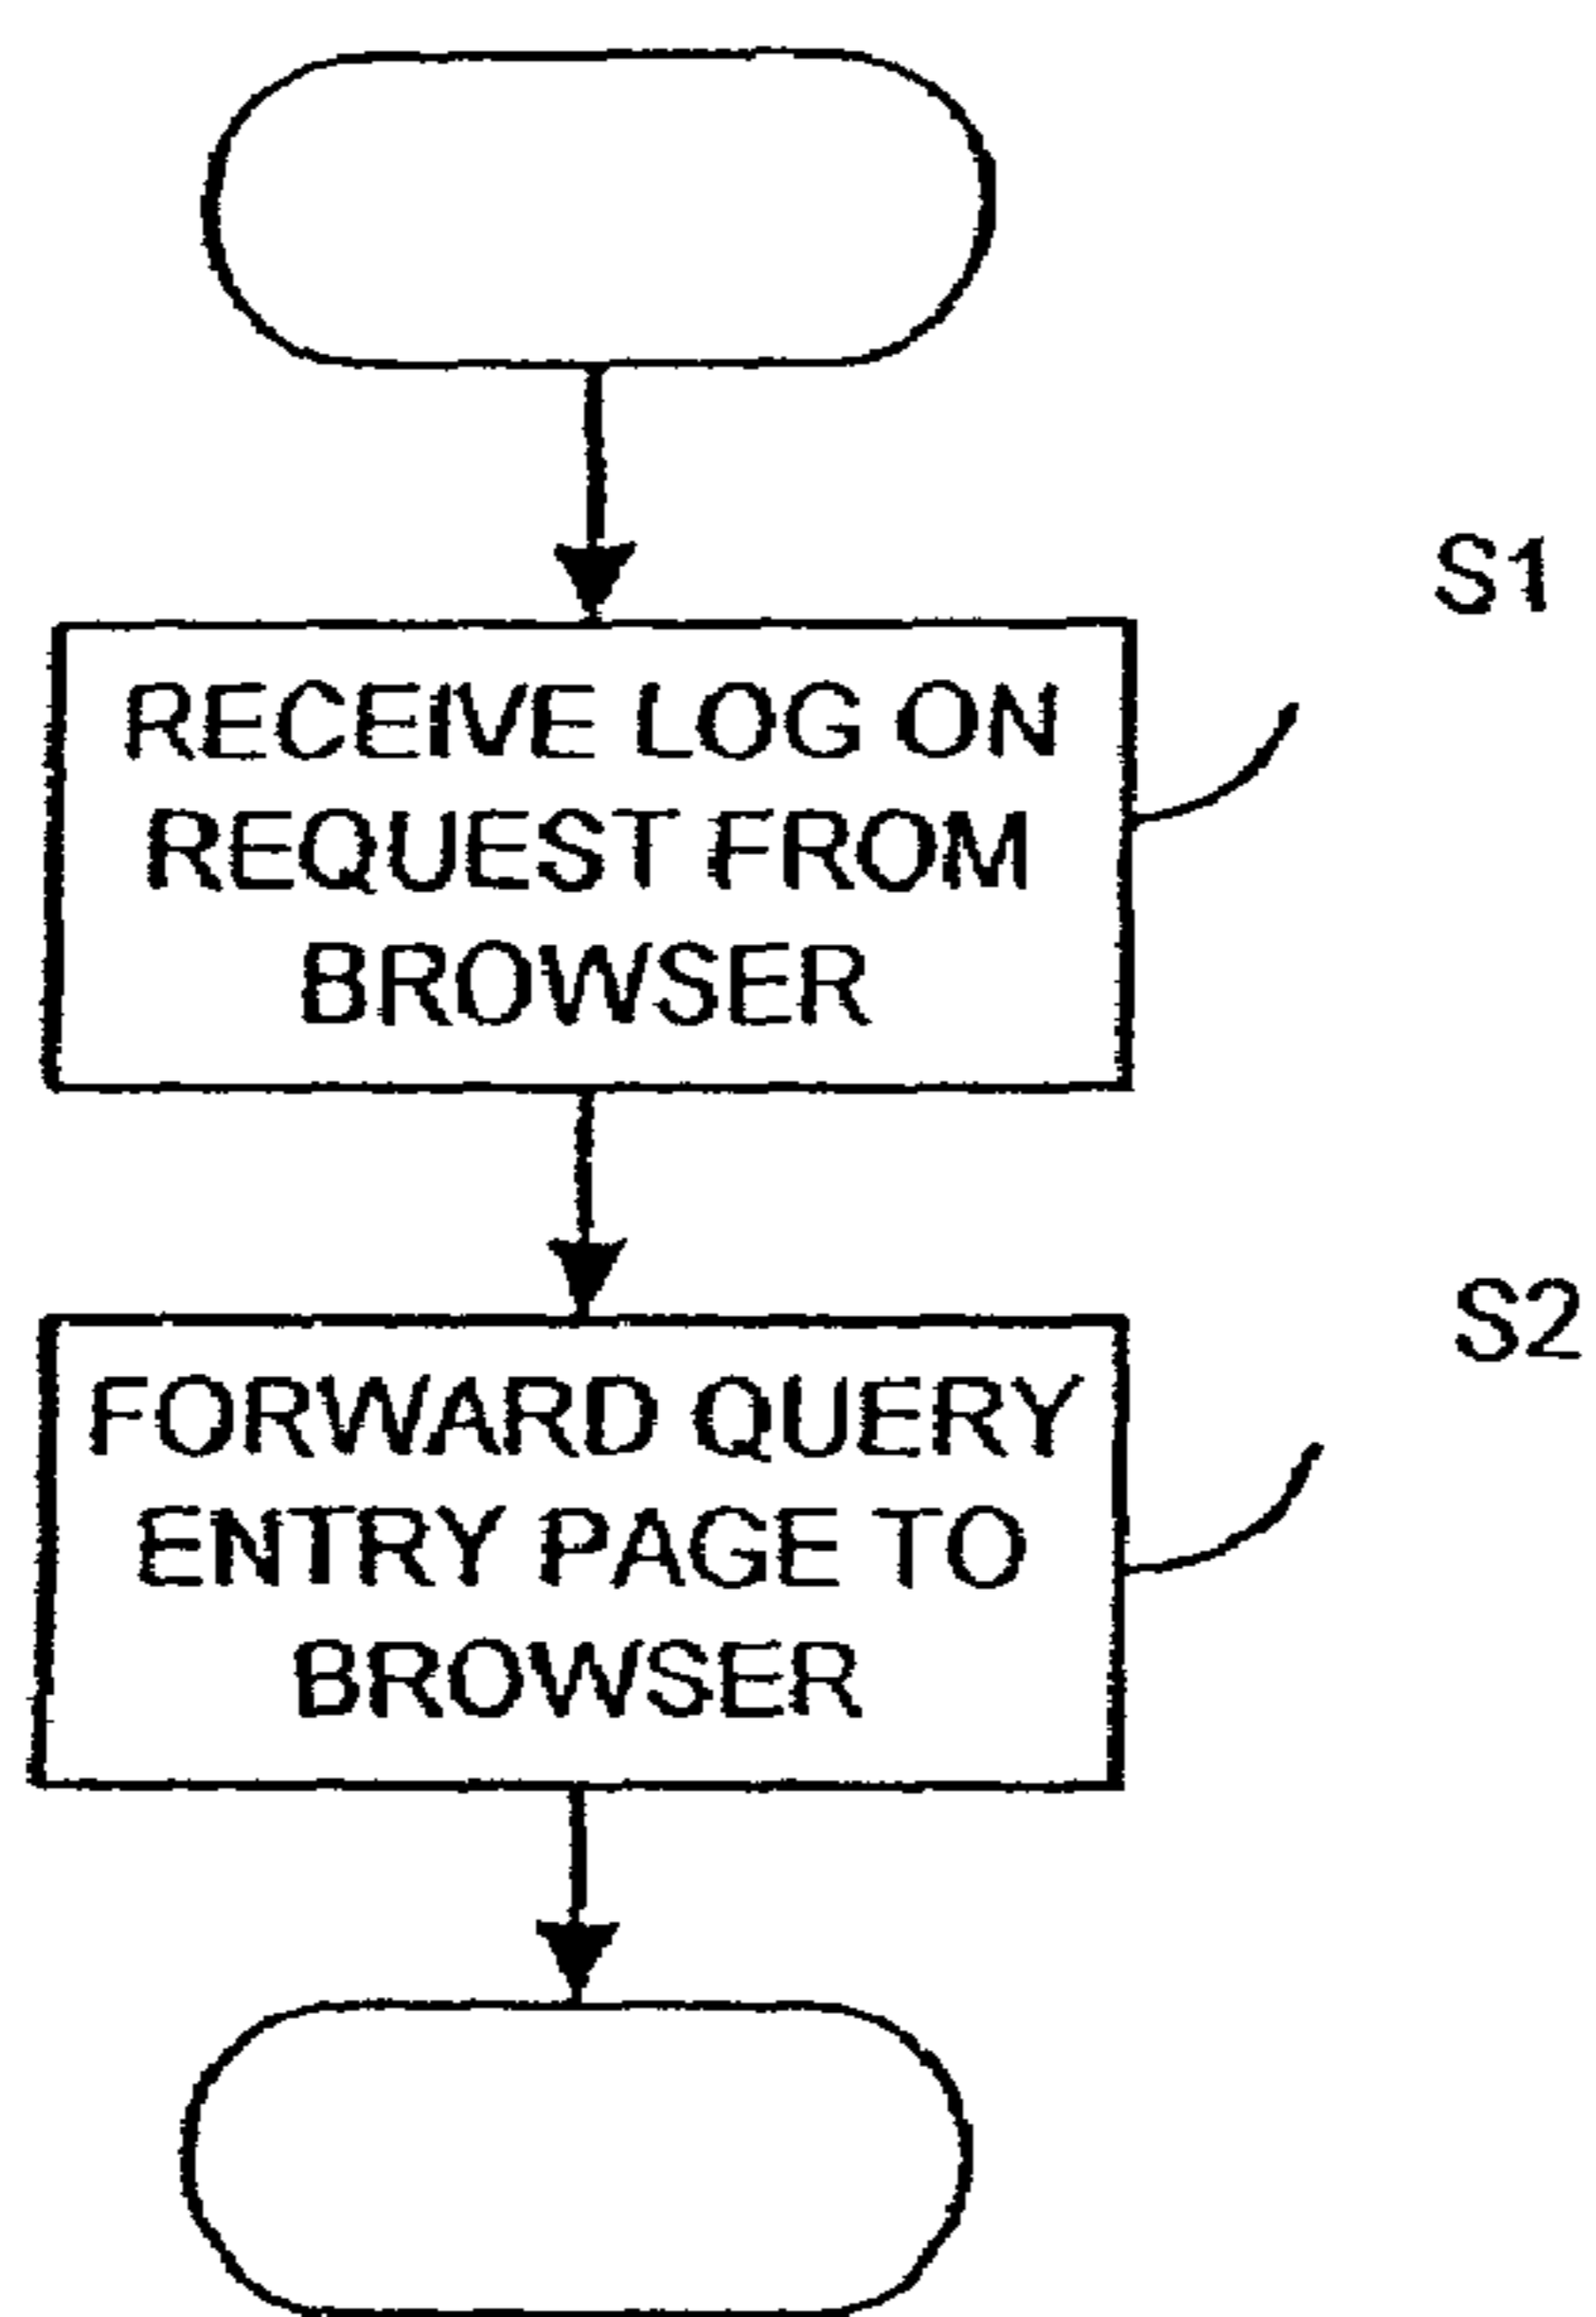 S1
RECEIVE LOG ON
REQUEST FROM
BROWSER
S2
FORWARD QUERY
ENTRY PAGE TO
BROWSER